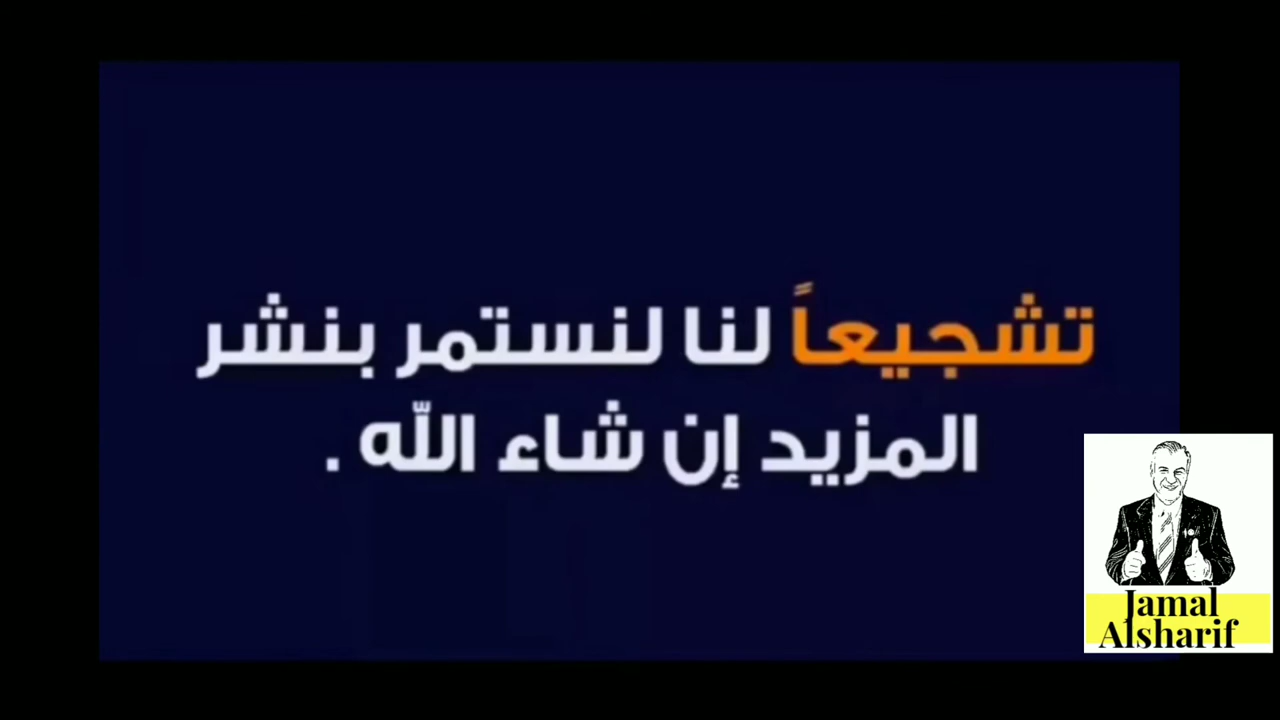 تشجيعاً لنا لنستمر بنشر
المزيد إن شاء الله .
Jamal
Alsharif